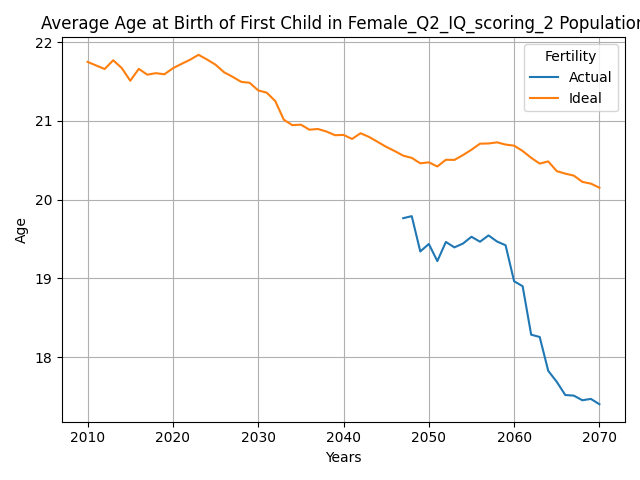 Average Age at Birth of First Child in Female_Q2_IQ_scoring_2 Population
Fertility
Actual
Ideal
22
21
20
19
18
Age
2010 2020 2030 2040 2050 2060 2070
Years